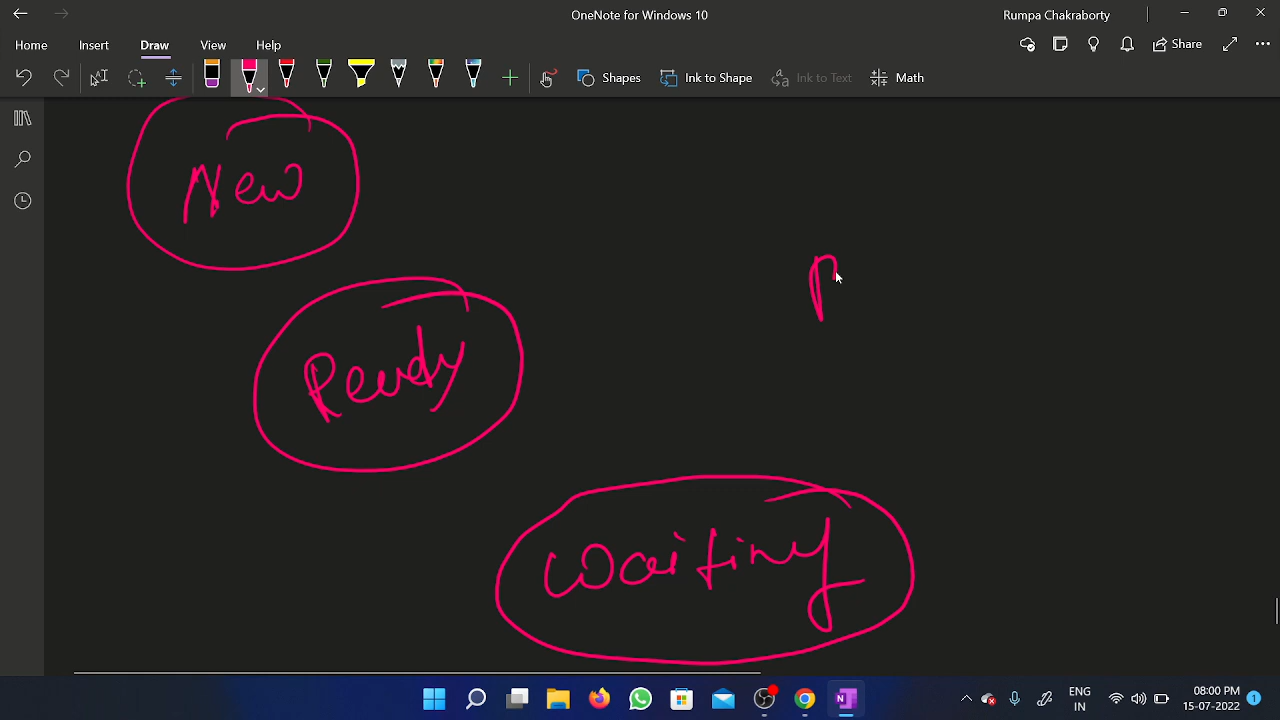 OneNote for Windows 10
Rumpa Chakraborty
Home Insert Draw View Help
Share
Shapes Ink to Shape Ink to Text Math
New
Ready
Waiting
ENG
IN
08:00 PM
15-07-2022
1